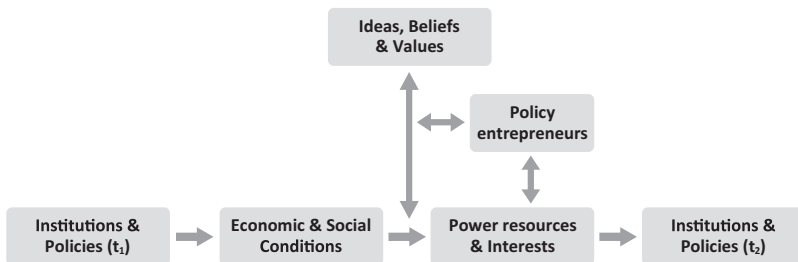 Ideas, Beliefs
& Values
Policy
entrepreneurs
Institutions &
Policies (t₁)
Economic & Social
Conditions
Power resources
& Interests
Institutions &
Policies (t₂)